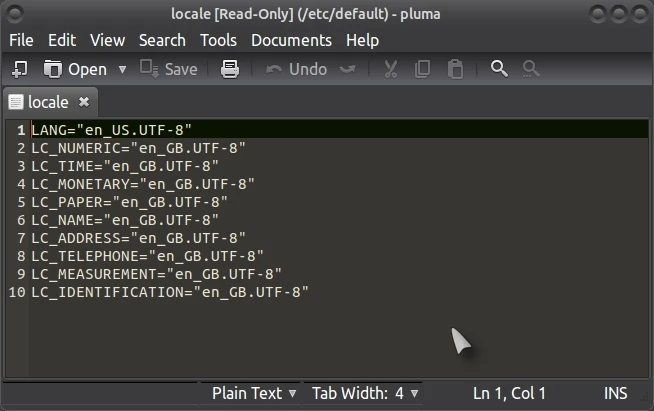 locale [Read-Only] (/etc/default) - pluma
File Edit View Search Tools Documents Help
Open Save Undo
locale
1 LANG="en_US.UTF-8"
2 LC_NUMERIC="en_GB.UTF-8"
3 LC_TIME="en_GB.UTF-8"
4 LC_MONETARY="en_GB.UTF-8"
5 LC_PAPER="en_GB.UTF-8"
6 LC_NAME="en_GB.UTF-8"
7 LC_ADDRESS="en_GB.UTF-8"
8 LC_TELEPHONE="en_GB.UTF-8"
9 LC_MEASUREMENT="en_GB.UTF-8"
10 LC_IDENTIFICATION="en_GB.UTF-8"
Plain Text Tab Width: 4 Ln 1, Col 1 INS